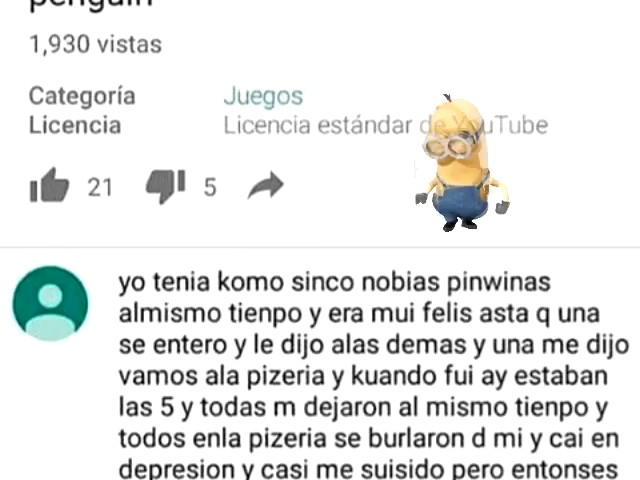 penguin
1,930 vistas
Categoría Juegos
Licencia Licencia estándar de YouTube
21 5
yo tenia komo sinco nobias pinwinas
almismo tienpo y era mui felis asta q una
se entero y le dijo alas demas y una me dijo
vamos ala pizeria y kuando fui ay estaban
las 5 y todas m dejaron al mismo tienpo y
todos enla pizeria se burlaron d mi y cai en
depresion y casi me suisido pero entonses